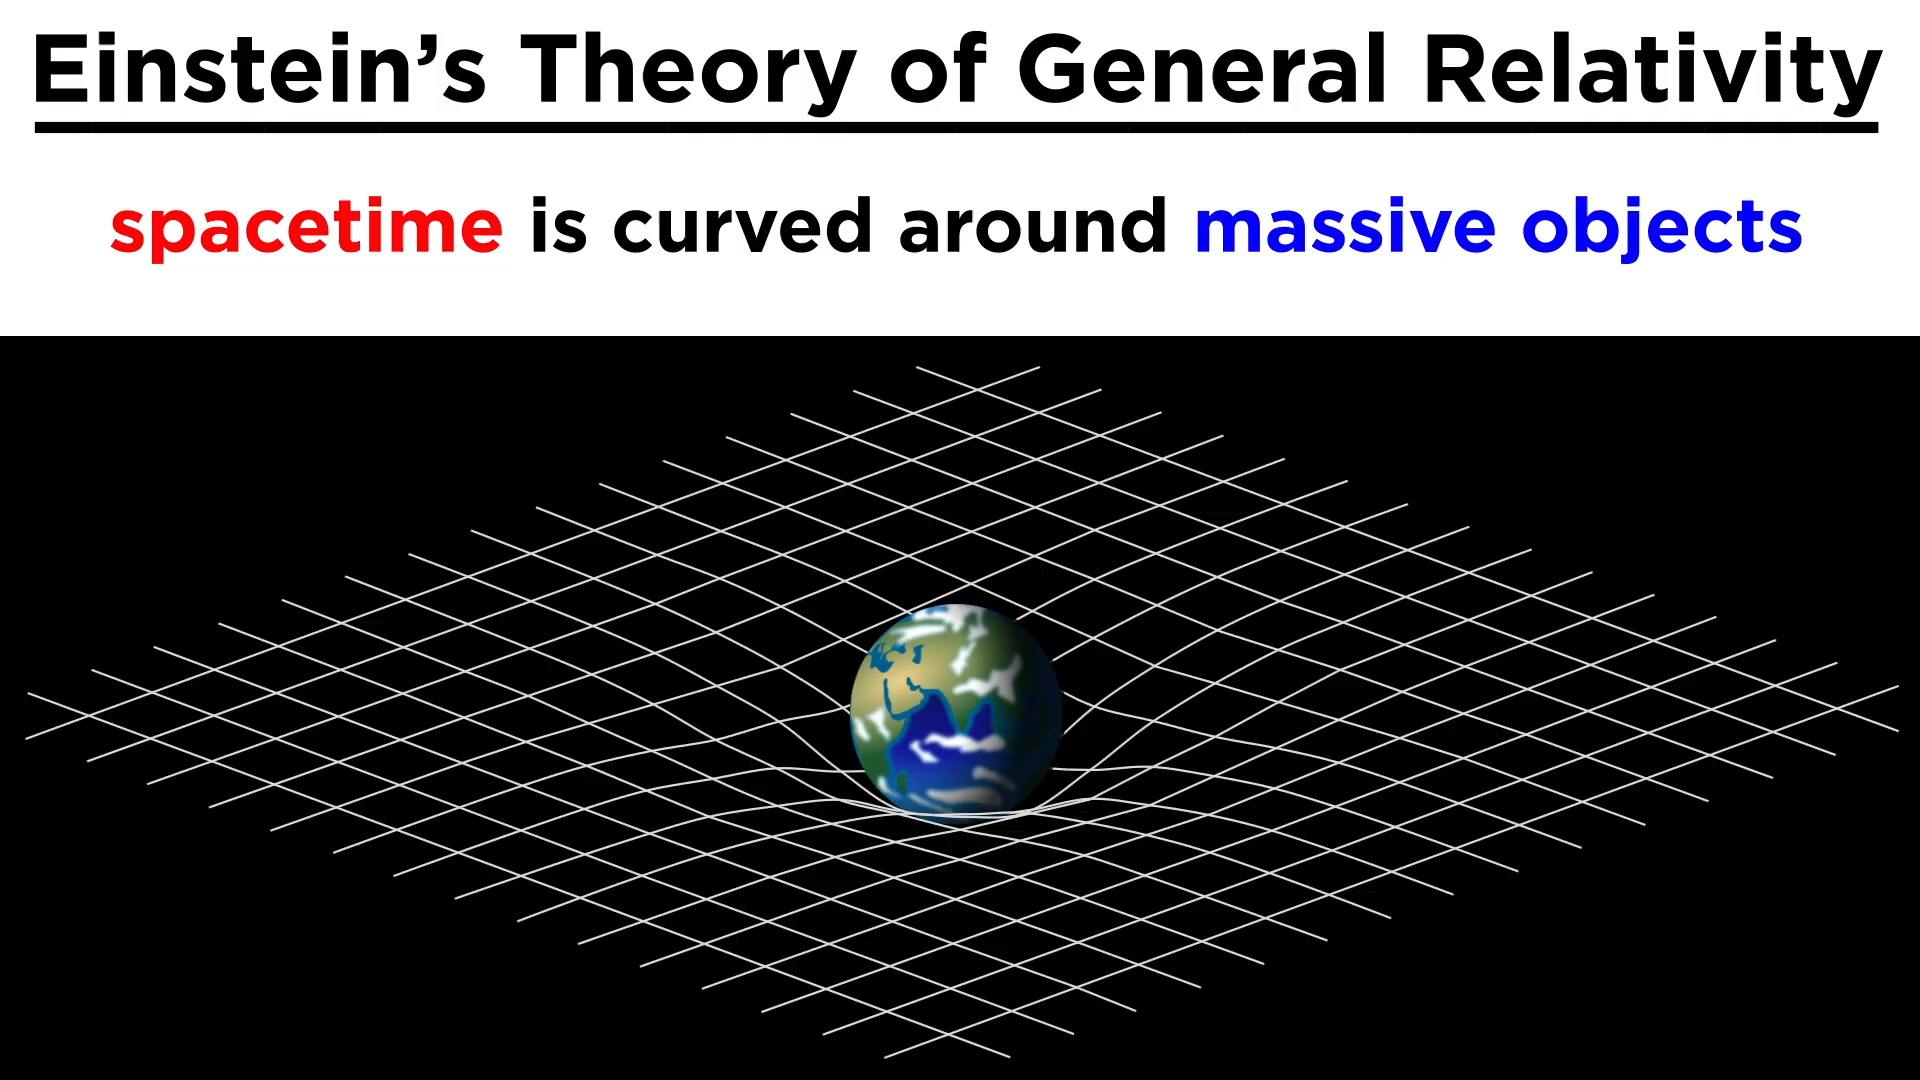 Einstein’s Theory of General Relativity
spacetime is curved around massive objects